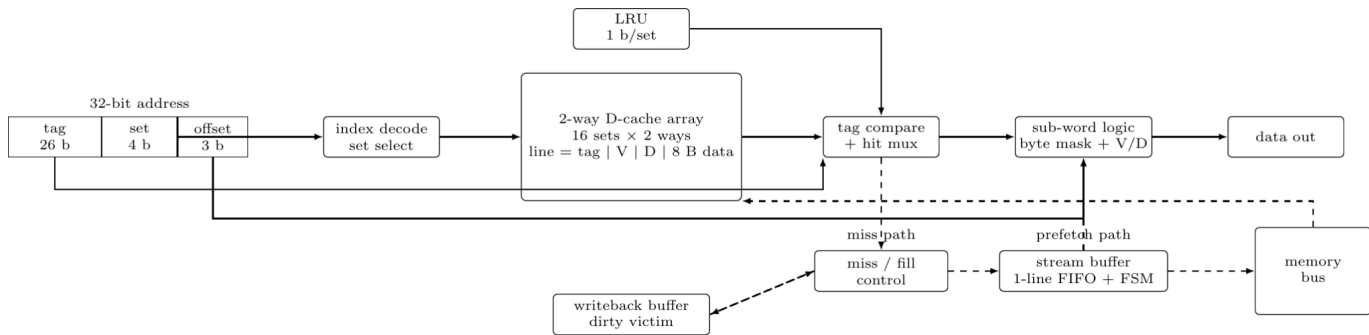 LRU
1 b/set
32-bit address
tag
26 b
set
4 b
offset
3 b
index decode
set select
2-way D-cache array
16 sets × 2 ways
line = tag | V | D | 8 B data
tag compare
+ hit mux
sub-word logic
byte mask + V/D
data out
miss path
prefetch path
miss / fill
control
stream buffer
1-line FIFO + FSM
memory
bus
writeback buffer
dirty victim